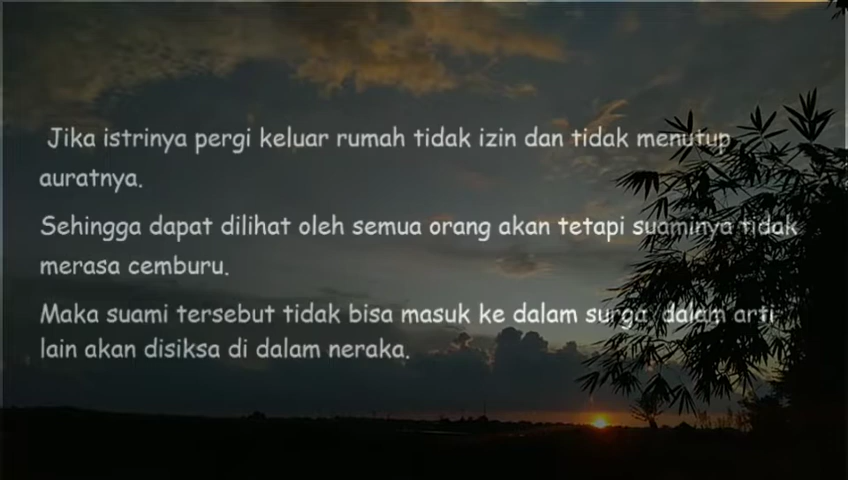 Jika istrinya pergi keluar rumah tidak izin dan tidak menutup
auratnya.
Sehingga dapat dilihat oleh semua orang akan tetapi suaminya tidak
merasa cemburu.
Maka suami tersebut tidak bisa masuk ke dalam surga dalam arti
lain akan disiksa di dalam neraka.